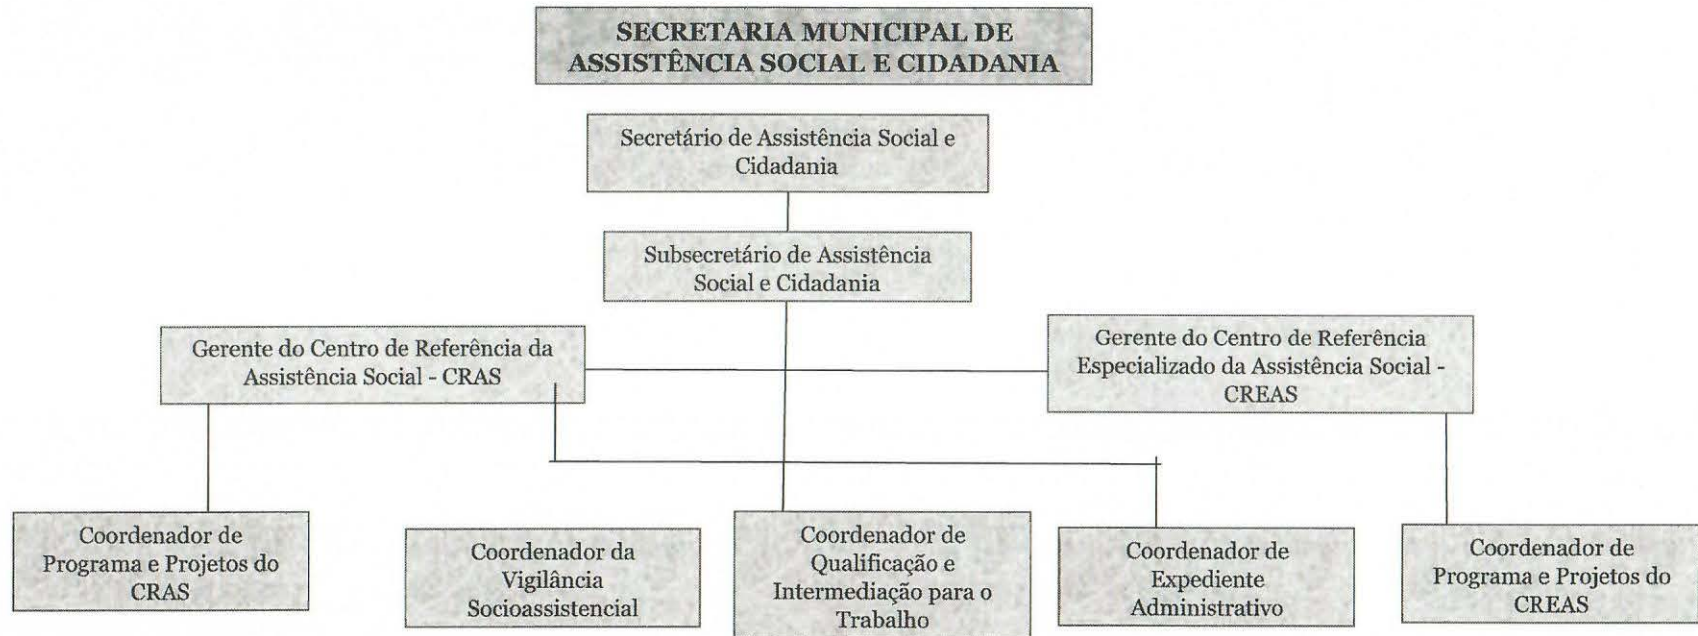 SECRETARIA MUNICIPAL DE
ASSISTÊNCIA SOCIAL E CIDADANIA
Secretário de Assistência Social e
Cidadania
Subsecretário de Assistência
Social e Cidadania
Gerente do Centro de Referência da
Assistência Social - CRAS
Gerente do Centro de Referência
Especializado da Assistência Social -
CREAS
Coordenador de
Programa e Projetos do
CRAS
Coordenador da
Vigilância
Socioassistencial
Coordenador de
Qualificação e
Intermediação para o
Trabalho
Coordenador de
Expediente
Administrativo
Coordenador de
Programa e Projetos do
CREAS